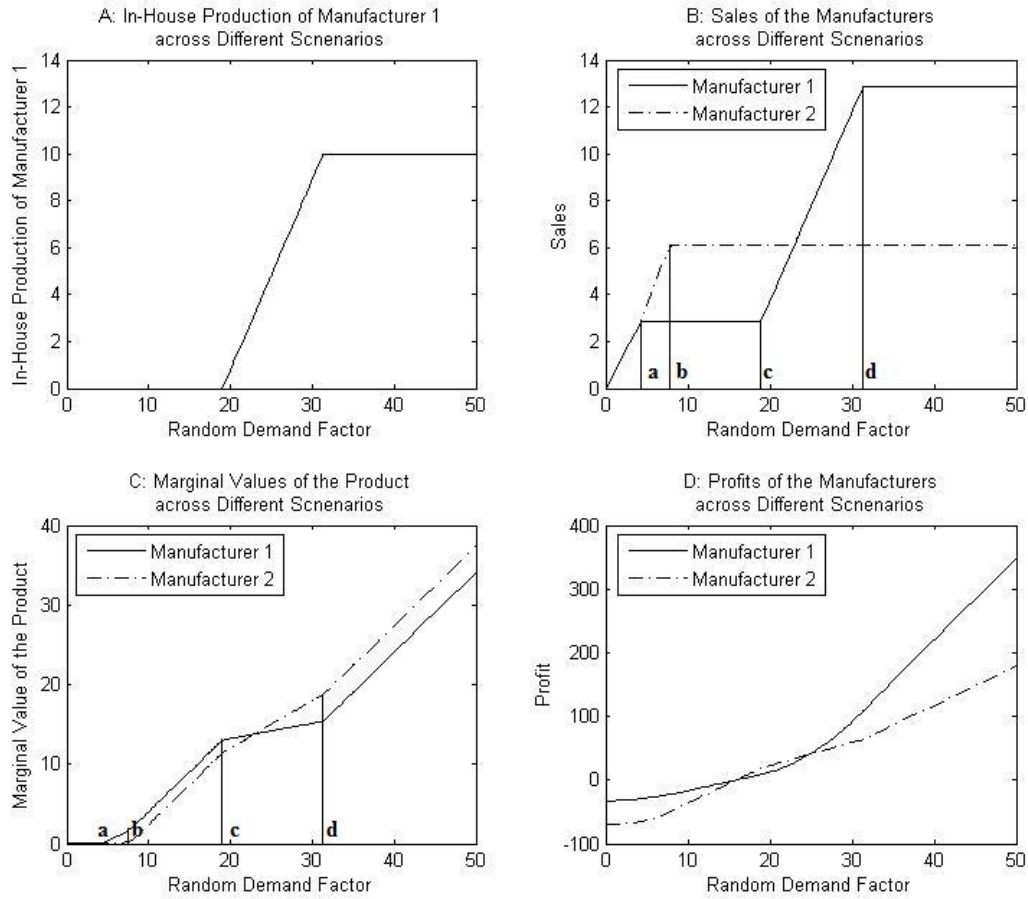 A: In-House Production of Manufacturer 1
across Different Scnenarios
In-House Production of Manufacturer 1
14
12
10
8
6
4
2
0
0 10 20 30 40 50
Random Demand Factor
B: Sales of the Manufacturers
across Different Scnenarios
Manufacturer 1
Manufacturer 2
Sales
14
12
10
8
6
4
2
0
a b c d
0 10 20 30 40 50
Random Demand Factor
C: Marginal Values of the Product
across Different Scnenarios
Manufacturer 1
Manufacturer 2
Marginal Value of the Product
40
30
20
10
0
a b c d
0 10 20 30 40 50
Random Demand Factor
D: Profits of the Manufacturers
across Different Scnenarios
Manufacturer 1
Manufacturer 2
Profit
400
300
200
100
0
-100
0 10 20 30 40 50
Random Demand Factor